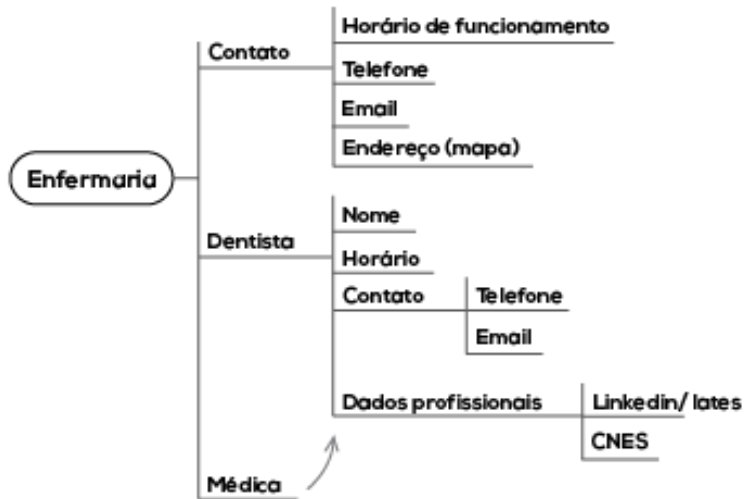 Enfermaria
Contato
Horário de funcionamento
Telefone
Email
Endereço (mapa)
Dentista
Nome
Horário
Contato
Telefone
Email
Dados profissionais
Linkedin/ lates
CNES
Médica